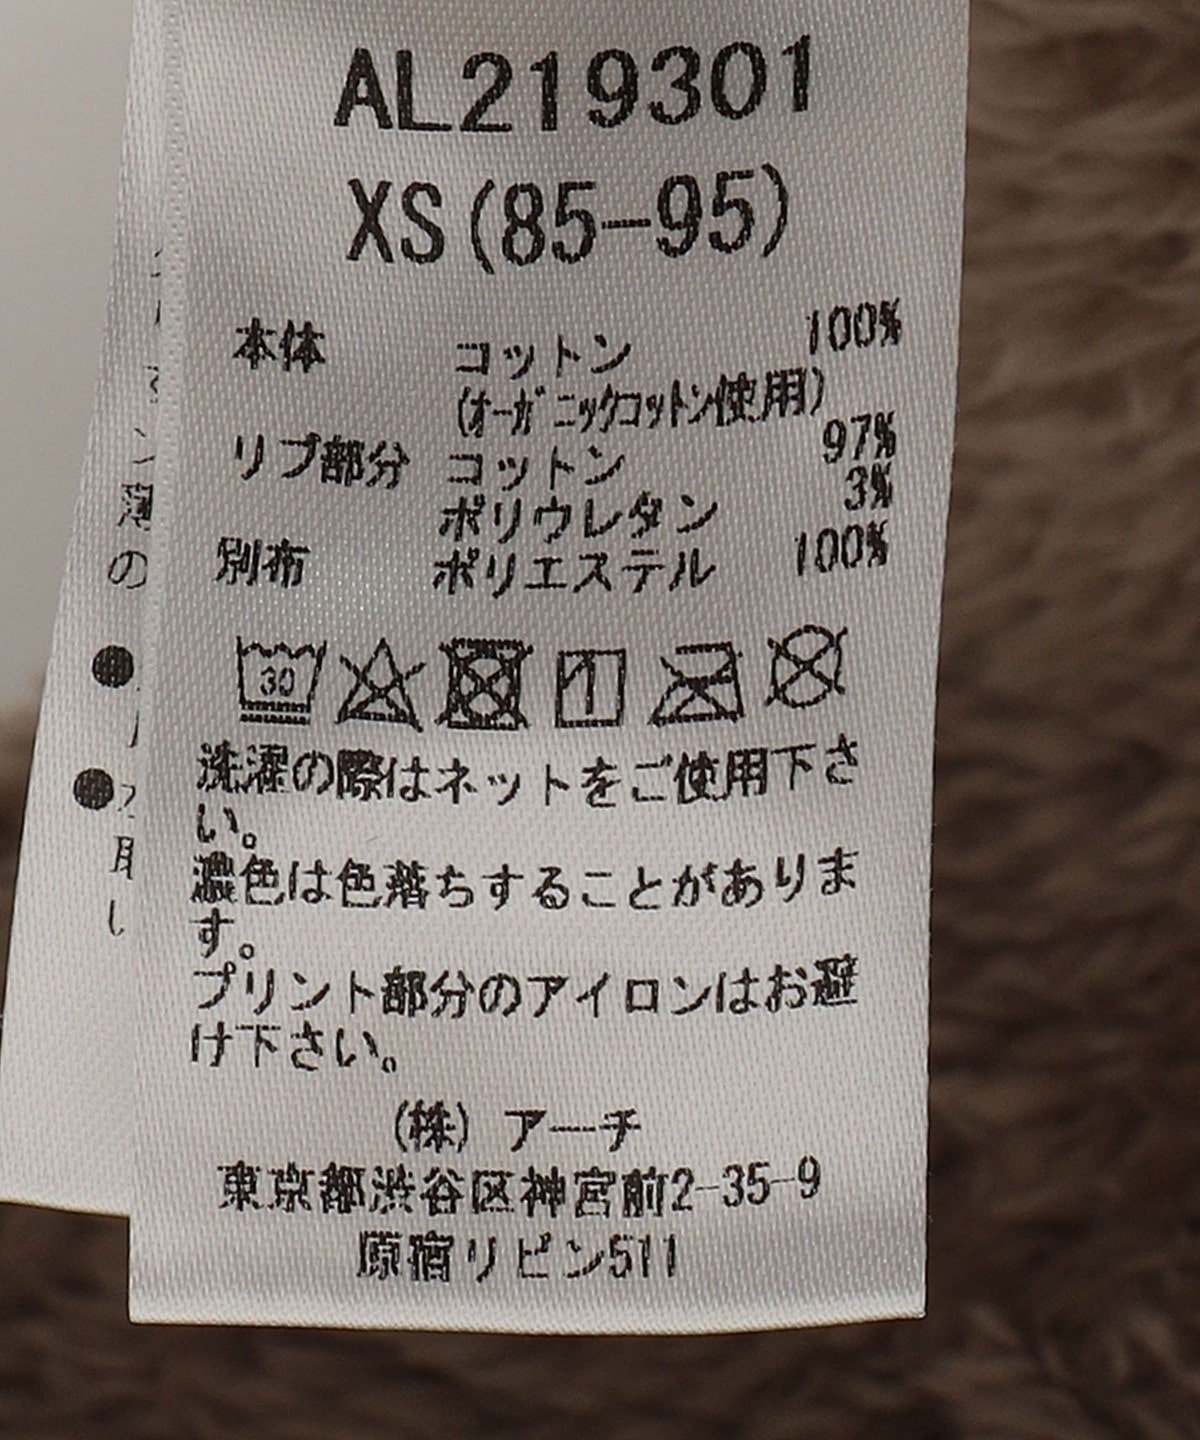 AL219301
XS(85-95)
本体 コットン 100%
(オーガニックコットン使用)
リブ部分 コットン 97%
ポリウレタン 3%
別布 ポリエステル 100%
30
洗濯の際はネットをご使用下さ
い。
濃色は色落ちすることがありま
す。
プリント部分のアイロンはお避
け下さい。
(株) アーチ
東京都渋谷区神宮前2-35-9
原宿リビン511